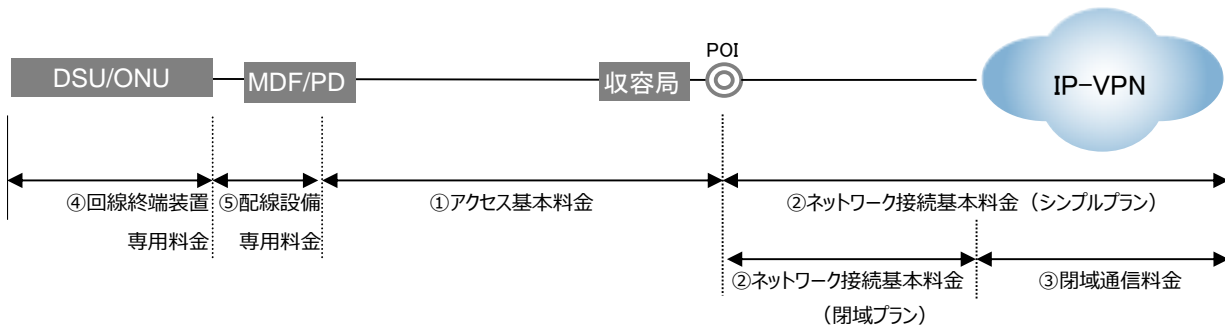 POI
DSU/ONU
MDF/PD
収容局
IP-VPN
④回線終端装置
専用料金
⑤配線設備
専用料金
①アクセス基本料金
②ネットワーク接続基本料金（シンプルプラン）
②ネットワーク接続基本料金
（閉域プラン）
③閉域通信料金